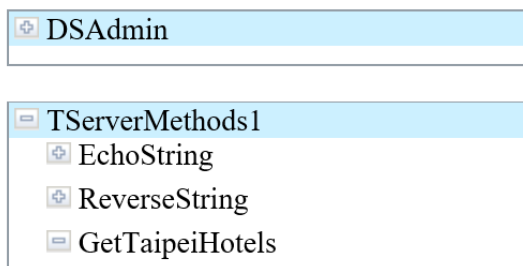 DSAdmin
TServerMethods1
EchoString
ReverseString
GetTaipeiHotels